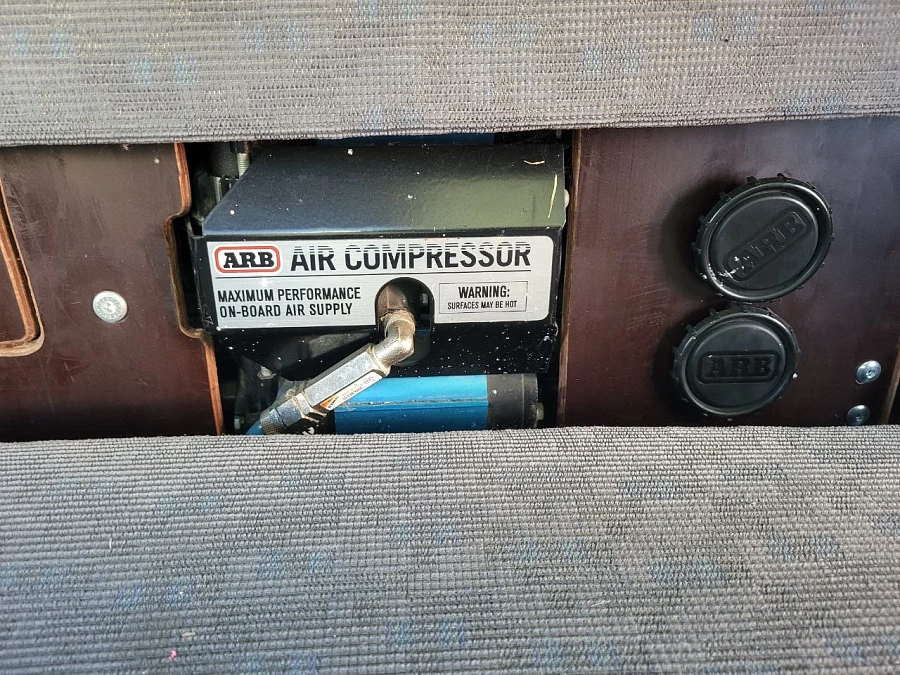 ARB AIR COMPRESSOR
MAXIMUM PERFORMANCE
ON-BOARD AIR SUPPLY
WARNING:
SURFACES MAY BE HOT
ARB
ARB